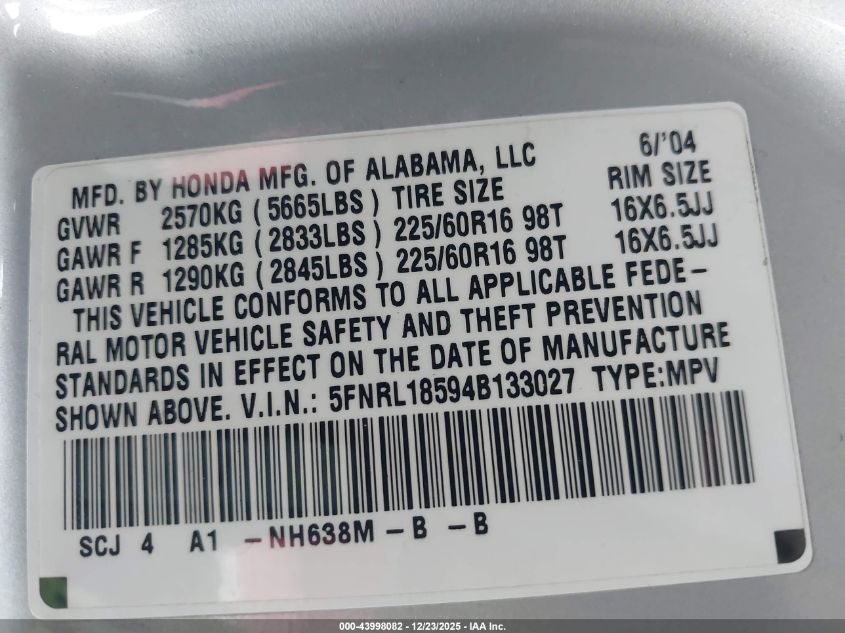 6/'04
MFD. BY HONDA MFG. OF ALABAMA, LLC
GVWR 2570KG ( 5665LBS ) TIRE SIZE RIM SIZE
GAWR F 1285KG ( 2833LBS ) 225/60R16 98T 16X6.5JJ
GAWR R 1290KG ( 2845LBS ) 225/60R16 98T 16X6.5JJ
THIS VEHICLE CONFORMS TO ALL APPLICABLE FEDE-
RAL MOTOR VEHICLE SAFETY AND THEFT PREVENTION
STANDARDS IN EFFECT ON THE DATE OF MANUFACTURE
SHOWN ABOVE. V.I.N.: 5FNRL18594B133027 TYPE:MPV
SCJ 4 A1 -NH638M -B -B
000-43998082 - 12/23/2025 - IAA Inc.